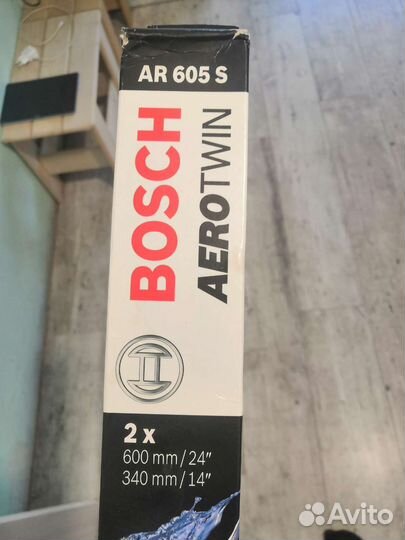 AR 605 S
BOSCH
AEROTWIN
2 x
600 mm/24″
340 mm/14″
Avito